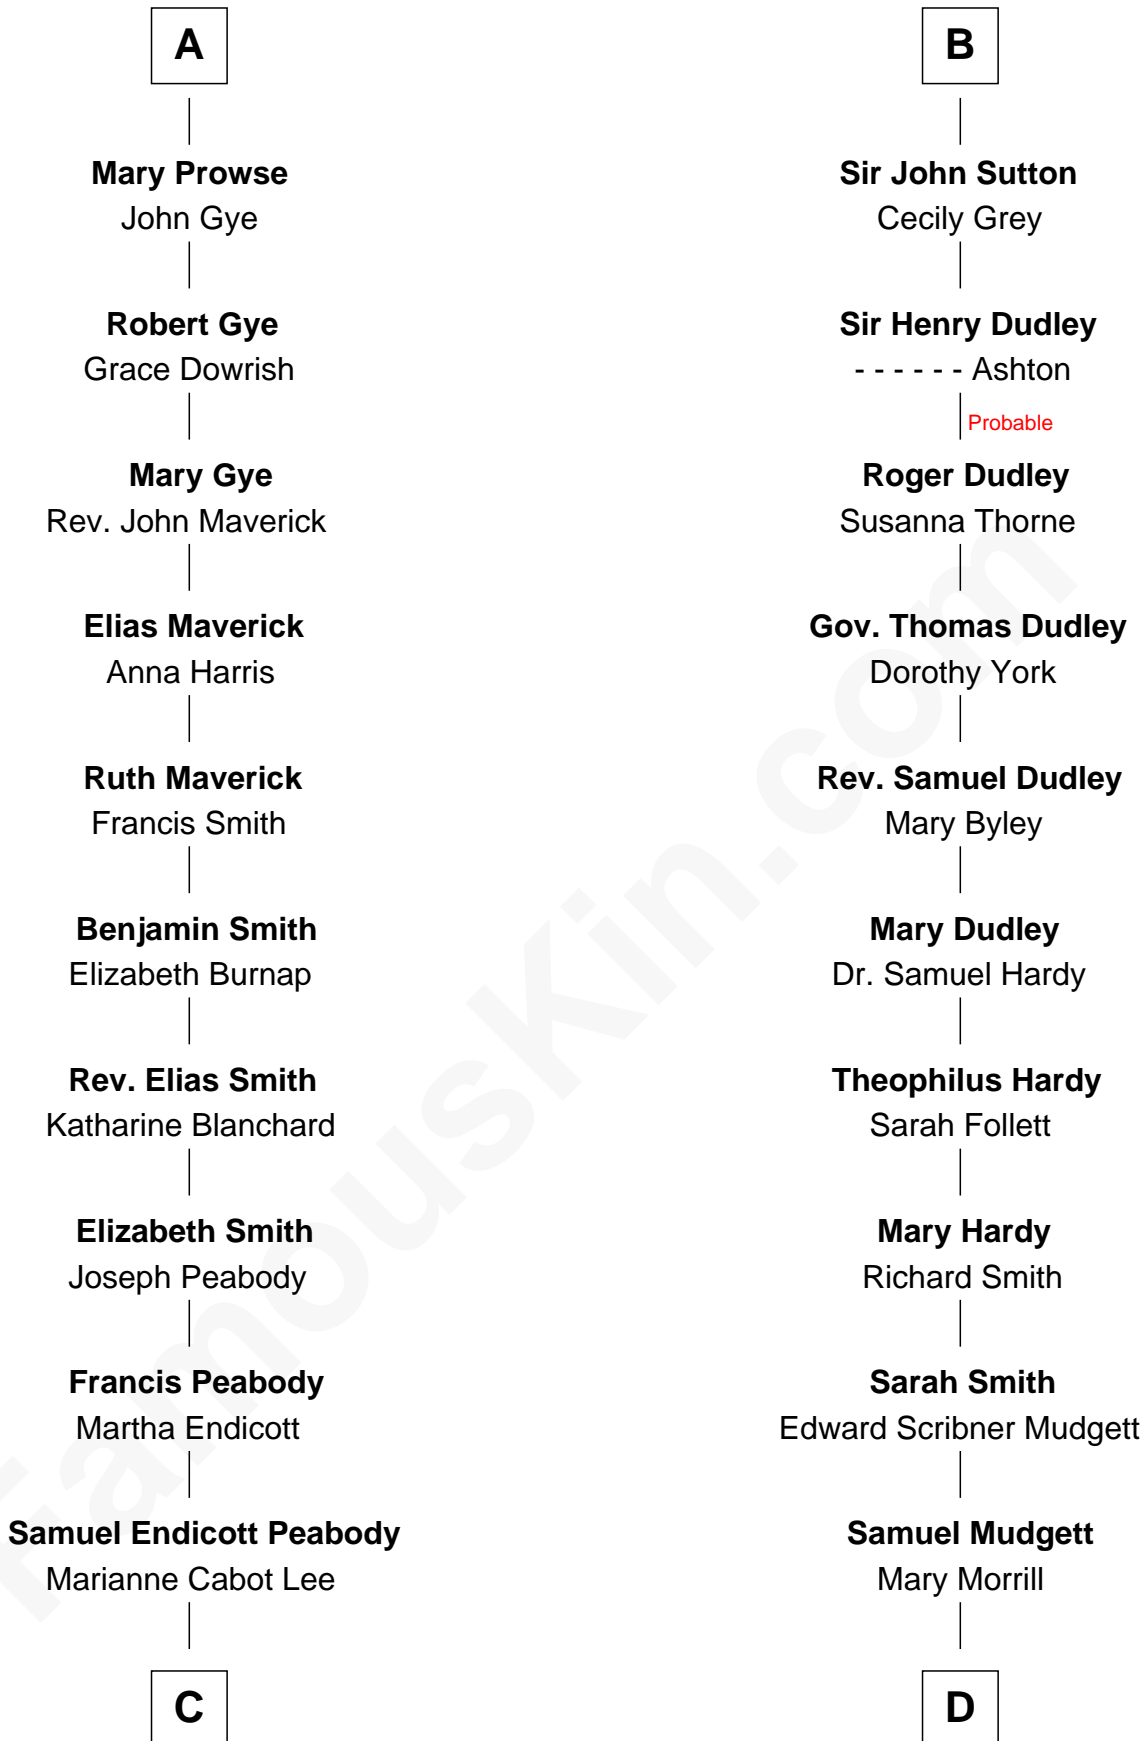 A
Mary Prowse
John Gye
Robert Gye
Grace Dowrish
Mary Gye
Rev. John Maverick
Elias Maverick
Anna Harris
Ruth Maverick
Francis Smith
Benjamin Smith
Elizabeth Burnap
Rev. Elias Smith
Katharine Blanchard
Elizabeth Smith
Joseph Peabody
Francis Peabody
Martha Endicott
Samuel Endicott Peabody
Marianne Cabot Lee
C
B
Sir John Sutton
Cecily Grey
Sir Henry Dudley
- - - - - - Ashton
Probable
Roger Dudley
Susanna Thorne
Gov. Thomas Dudley
Dorothy York
Rev. Samuel Dudley
Mary Byley
Mary Dudley
Dr. Samuel Hardy
Theophilus Hardy
Sarah Follett
Mary Hardy
Richard Smith
Sarah Smith
Edward Scribner Mudgett
Samuel Mudgett
Mary Morrill
D
FamousKin.com